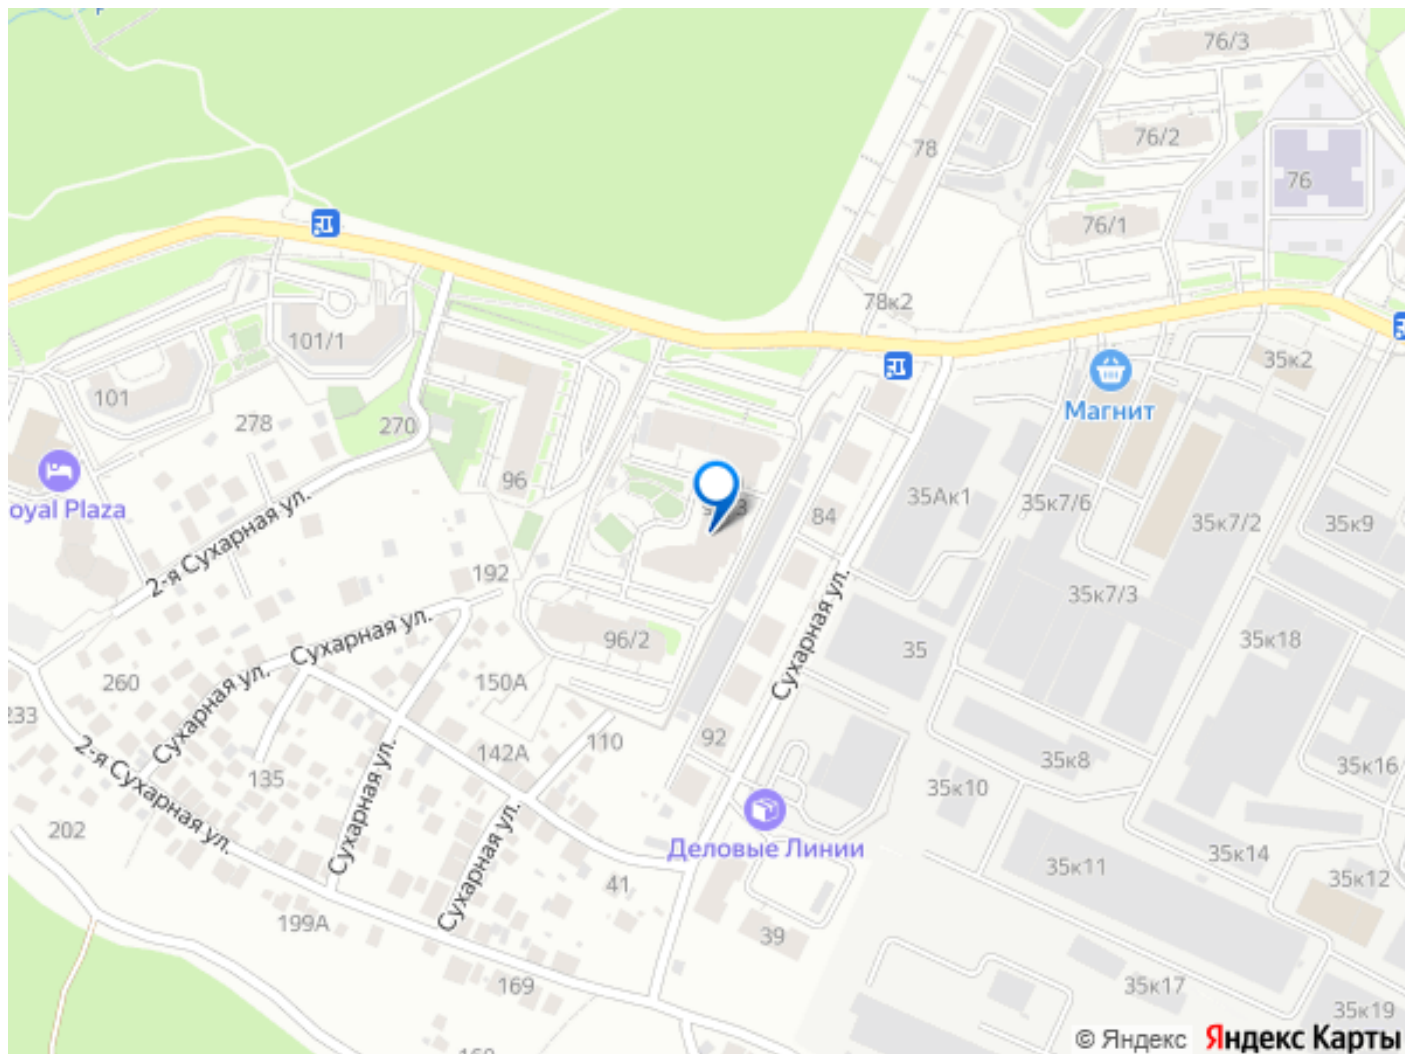 76/3
78
76/2
76
76/1
78к2
101/1
35к2
Магнит
101
278
270
96
35Ак1
35к7/6
35к7/2
35к9
84
oyal Plaza
2-я Сухарная ул.
192
35к7/3
Сухарная ул.
Сухарная ул.
96/2
35
35к18
260
150А
Сухарная ул.
233
2-я Сухарная ул.
135
142А
110
92
35к8
35к16
35к10
Сухарная ул.
202
Деловые Линии
35к14
35к11
35к12
Сухарная ул.
41
199А
39
169
35к17
35к19
© Яндекс Яндекс Карты